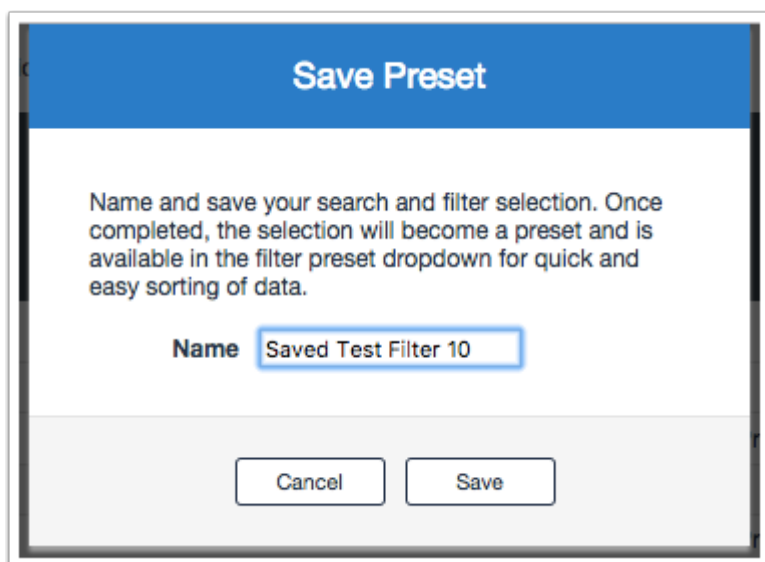 Save Preset
Name and save your search and filter selection. Once
completed, the selection will become a preset and is
available in the filter preset dropdown for quick and
easy sorting of data.
Name Saved Test Filter 10
Cancel Save